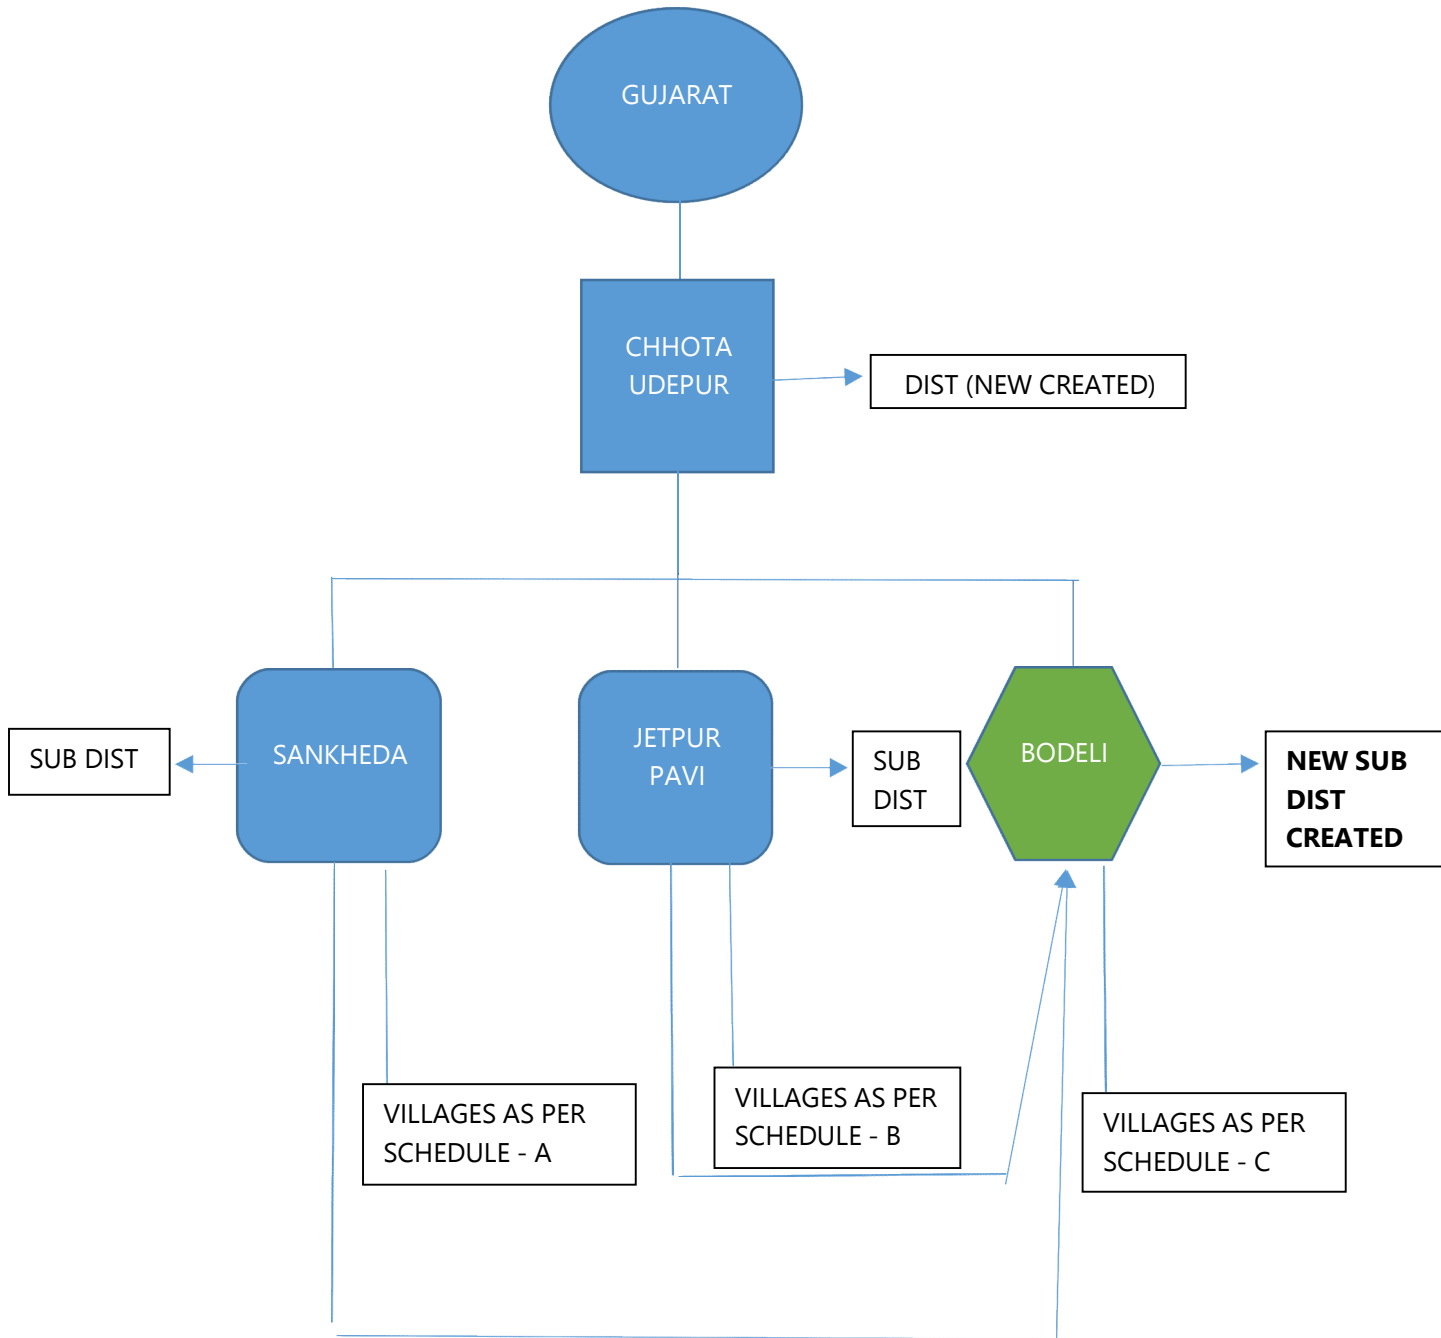 GUJARAT
CHHOTA
UDEPUR
DIST (NEW CREATED)
SUB DIST
SANKHEDA
JETPUR
PAVI
SUB
DIST
BODELI
NEW SUB
DIST
CREATED
VILLAGES AS PER
SCHEDULE - A
VILLAGES AS PER
SCHEDULE - B
VILLAGES AS PER
SCHEDULE - C